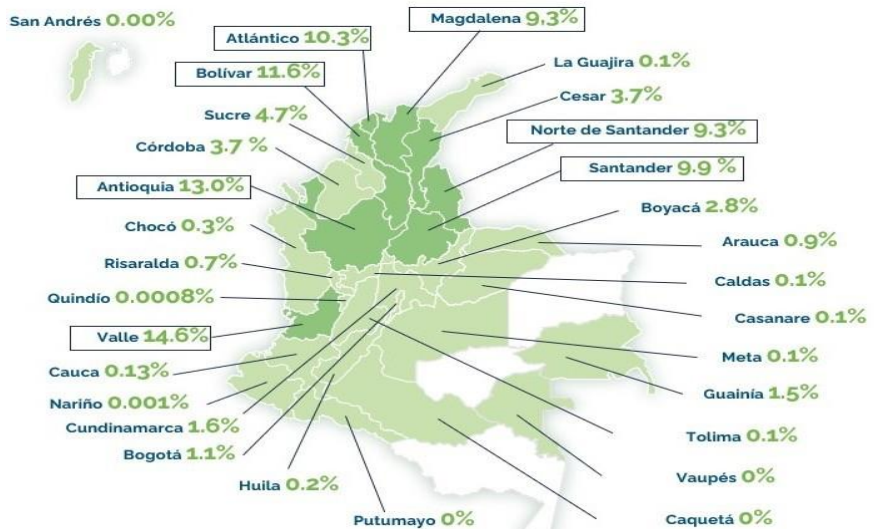 San Andrés 0.00%
Atlántico 10.3%
Magdalena 9,3%
Bolívar 11.6%
La Guajira 0.1%
Sucre 4.7%
Cesar 3.7%
Córdoba 3.7 %
Norte de Santander 9.3%
Antioquia 13.0%
Santander 9.9 %
Chocó 0.3%
Boyacá 2.8%
Arauca 0.9%
Risaralda 0.7%
Caldas 0.1%
Quindío 0.0008%
Casanare 0.1%
Valle 14.6%
Meta 0.1%
Cauca 0.13%
Guainía 1.5%
Nariño 0.001%
Cundinamarca 1.6%
Tolima 0.1%
Bogotá 1.1%
Vaupés 0%
Huila 0.2%
Putumayo 0%
Caquetá 0%